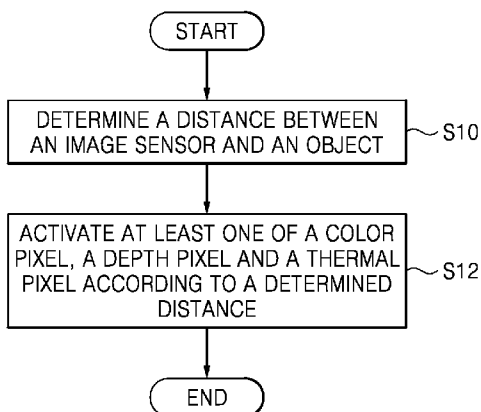 START
DETERMINE A DISTANCE BETWEEN
AN IMAGE SENSOR AND AN OBJECT
S10
ACTIVATE AT LEAST ONE OF A COLOR
PIXEL, A DEPTH PIXEL AND A THERMAL
PIXEL ACCORDING TO A DETERMINED
DISTANCE
S12
END